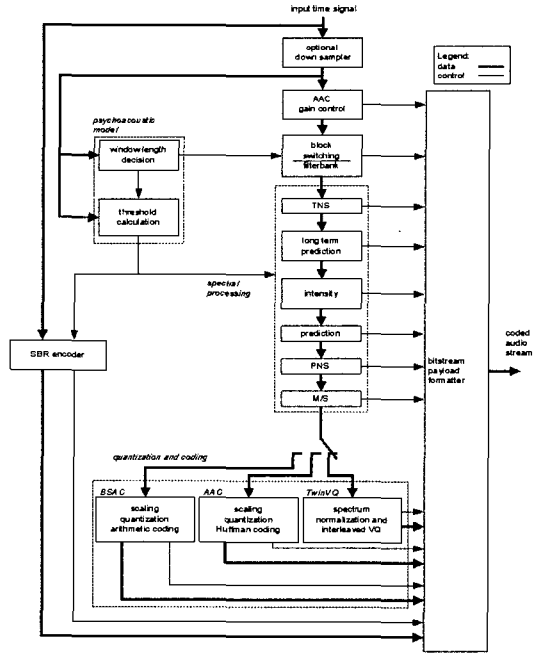 input time signal
optional
down sampler
Legend:
data
control
AAC
gain control
psychoacoustic
model
window length
decision
block
switching
filterbank
threshold
calculation
TNS
long term
prediction
spectral
processing
intensity
prediction
PNS
M/S
SBR encoder
bitstream
payload
formatter
coded
audio
stream
quantization and coding
BSAC
scaling
quantization
arithmetic coding
AAC
scaling
quantization
Huffman coding
TwinVQ
spectrum
normalization and
interleaved VQ